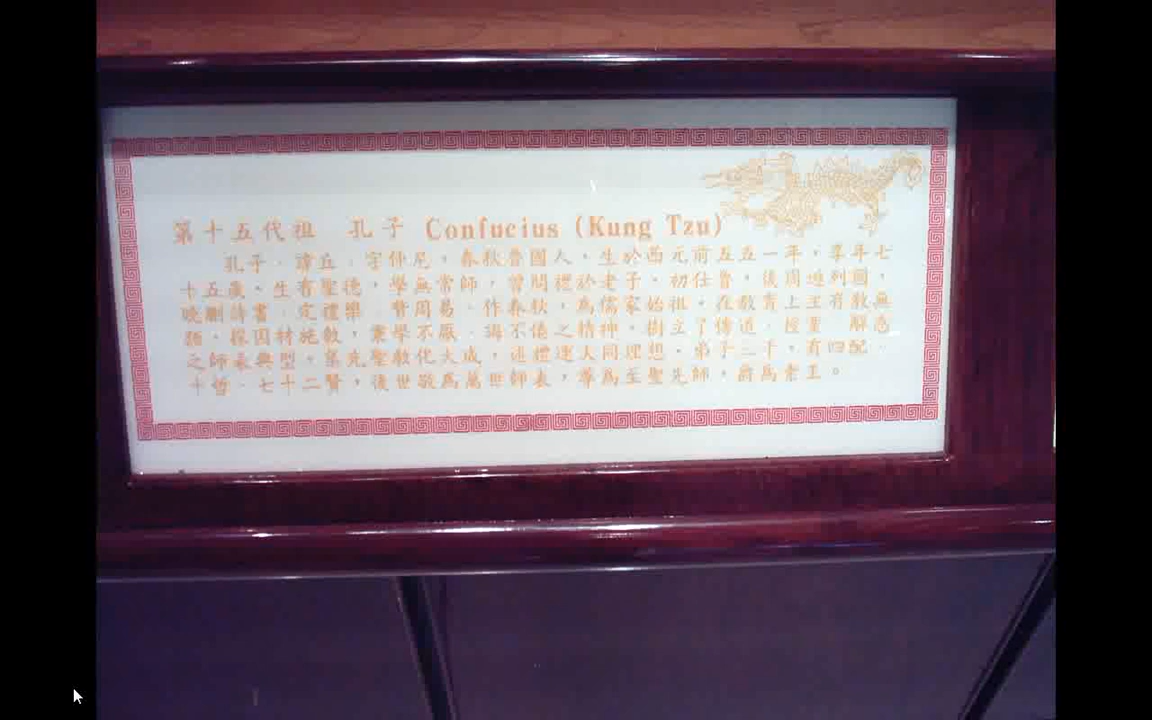 第十五代祖 孔子 Confucius (Kung Tzu)
孔子,諱丘,字仲尼,春秋魯國人,生於西元前五五一年,享年七
十五歲。生有聖德,學無常師,曾問禮於老子,初仕魯,後周遊列國,
晚刪詩書,定禮樂,贊周易,作春秋,為儒家始祖。在教育上主有教無
類,採因材施教,秉學不厭,誨不倦之精神,樹立了傳道、授業、解惑
之師表典型。集先聖教化大成,述禮運大同理想。弟子三千,有四配、
十哲、七十二賢,後世敬為萬世師表,尊為至聖先師,爵為素王。